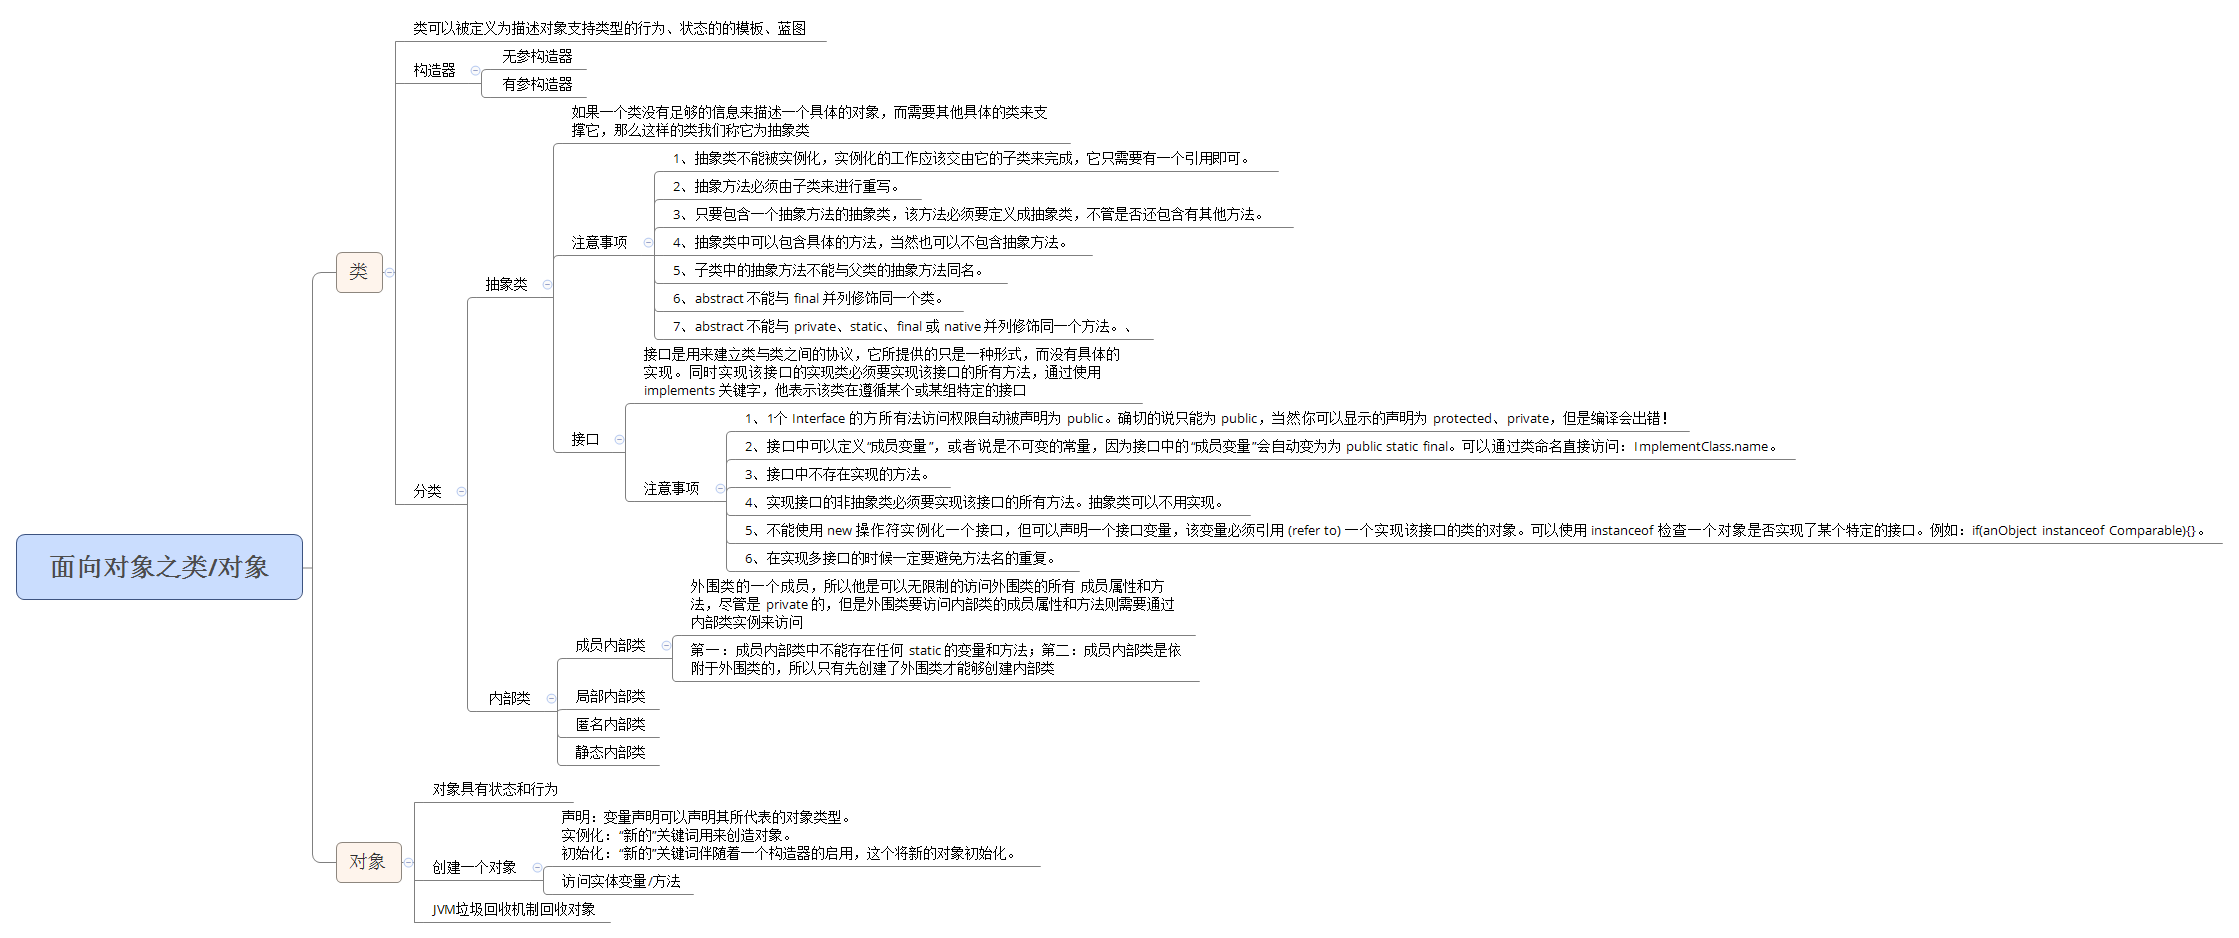 类可以被定义为描述对象支持类型的行为、状态的的模板、蓝图
无参构造器
构造器
有参构造器
如果一个类没有足够的信息来描述一个具体的对象，而需要其他具体的类来支
撑它，那么这样的类我们称它为抽象类
1、抽象类不能被实例化，实例化的工作应该交由它的子类来完成，它只需要有一个引用即可。
2、抽象方法必须由子类来进行重写。
3、只要包含一个抽象方法的抽象类，该方法必须要定义成抽象类，不管是否还包含有其他方法。
注意事项
4、抽象类中可以包含具体的方法，当然也可以不包含抽象方法。
类
5、子类中的抽象方法不能与父类的抽象方法同名。
抽象类
6、abstract 不能与 final 并列修饰同一个类。
7、abstract 不能与 private、static、final 或 native 并列修饰同一个方法。、
接口是用来建立类与类之间的协议，它所提供的只是一种形式，而没有具体的
实现。同时实现该接口的实现类必须要实现该接口的所有方法，通过使用
implements 关键字，他表示该类在遵循某个或某组特定的接口
1、1个 Interface 的方所有法访问权限自动被声明为 public。确切的说只能为 public，当然你可以显示的声明为 protected、private，但是编译会出错！
接口
2、接口中可以定义“成员变量”，或者说是不可变的常量，因为接口中的“成员变量”会自动变为为 public static final。可以通过类命名直接访问：ImplementClass.name。
3、接口中不存在实现的方法。
注意事项
分类
4、实现接口的非抽象类必须要实现该接口的所有方法。抽象类可以不用实现。
5、不能使用 new 操作符实例化一个接口，但可以声明一个接口变量，该变量必须引用 (refer to) 一个实现该接口的类的对象。可以使用 instanceof 检查一个对象是否实现了某个特定的接口。例如：if(anObject instanceof Comparable){}。
6、在实现多接口的时候一定要避免方法名的重复。
面向对象之类/对象
外围类的一个成员，所以他是可以无限制的访问外围类的所有 成员属性和方
法，尽管是 private 的，但是外围类要访问内部类的成员属性和方法则需要通过
内部类实例来访问
成员内部类
第一：成员内部类中不能存在任何 static 的变量和方法；第二：成员内部类是依
附于外围类的，所以只有先创建了外围类才能够创建内部类
内部类
局部内部类
匿名内部类
静态内部类
对象具有状态和行为
声明：变量声明可以声明其所代表的对象类型。
实例化：“新的”关键词用来创造对象。
初始化：“新的”关键词伴随着一个构造器的启用，这个将新的对象初始化。
对象
创建一个对象
访问实体变量/方法
JVM垃圾回收机制回收对象